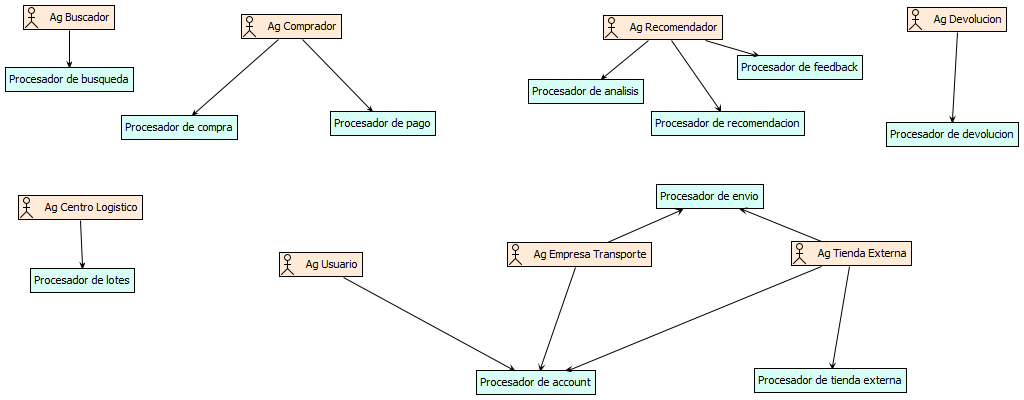 Ag Buscador
Ag Comprador
Ag Recomendador
Ag Devolucion
Procesador de busqueda
Procesador de feedback
Procesador de analisis
Procesador de compra
Procesador de pago
Procesador de recomendacion
Procesador de devolucion
Procesador de envio
Ag Centro Logistico
Ag Usuario
Ag Empresa Transporte
Ag Tienda Externa
Procesador de lotes
Procesador de account
Procesador de tienda externa